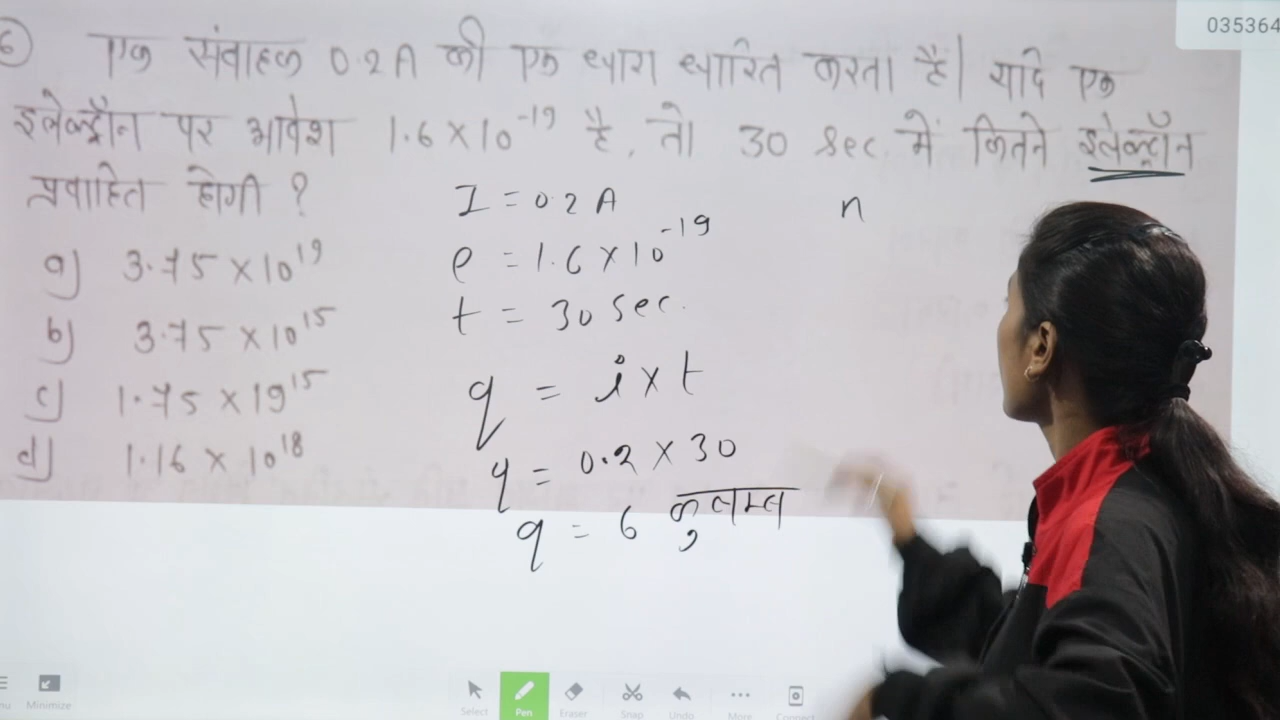 035364
6 एक संवाहक 0.2A की एक धारा धारित करता है। यदि एक
इलेक्ट्रॉन पर आवेश 1.6 × 10⁻¹⁹ है, तो 30 Sec. में कितने इलेक्ट्रॉन
प्रवाहित होगी ?
a) 3.75 × 10¹⁹
b) 3.75 × 10¹⁵
c) 1.75 × 19¹⁵
d) 1.16 × 10¹⁸
I = 0.2 A
e = 1.6 × 10⁻¹⁹
t = 30 sec.
q = i × t
q = 0.2 × 30
q = 6 कुलम्ब
n
Minimize
Select Pen Eraser Snap Undo More Connect